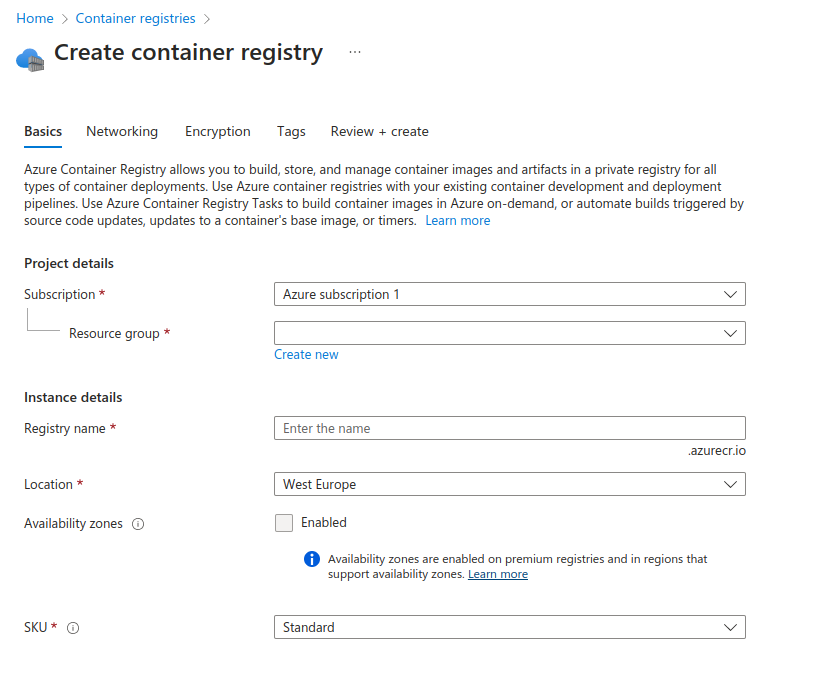 Home > Container registries >
Create container registry ...
Basics Networking Encryption Tags Review + create
Azure Container Registry allows you to build, store, and manage container images and artifacts in a private registry for all
types of container deployments. Use Azure container registries with your existing container development and deployment
pipelines. Use Azure Container Registry Tasks to build container images in Azure on-demand, or automate builds triggered by
source code updates, updates to a container's base image, or timers. Learn more
Project details
Subscription * Azure subscription 1
Resource group *
Create new
Instance details
Registry name * Enter the name
.azurecr.io
Location * West Europe
Availability zones Enabled
Availability zones are enabled on premium registries and in regions that
support availability zones. Learn more
SKU * Standard